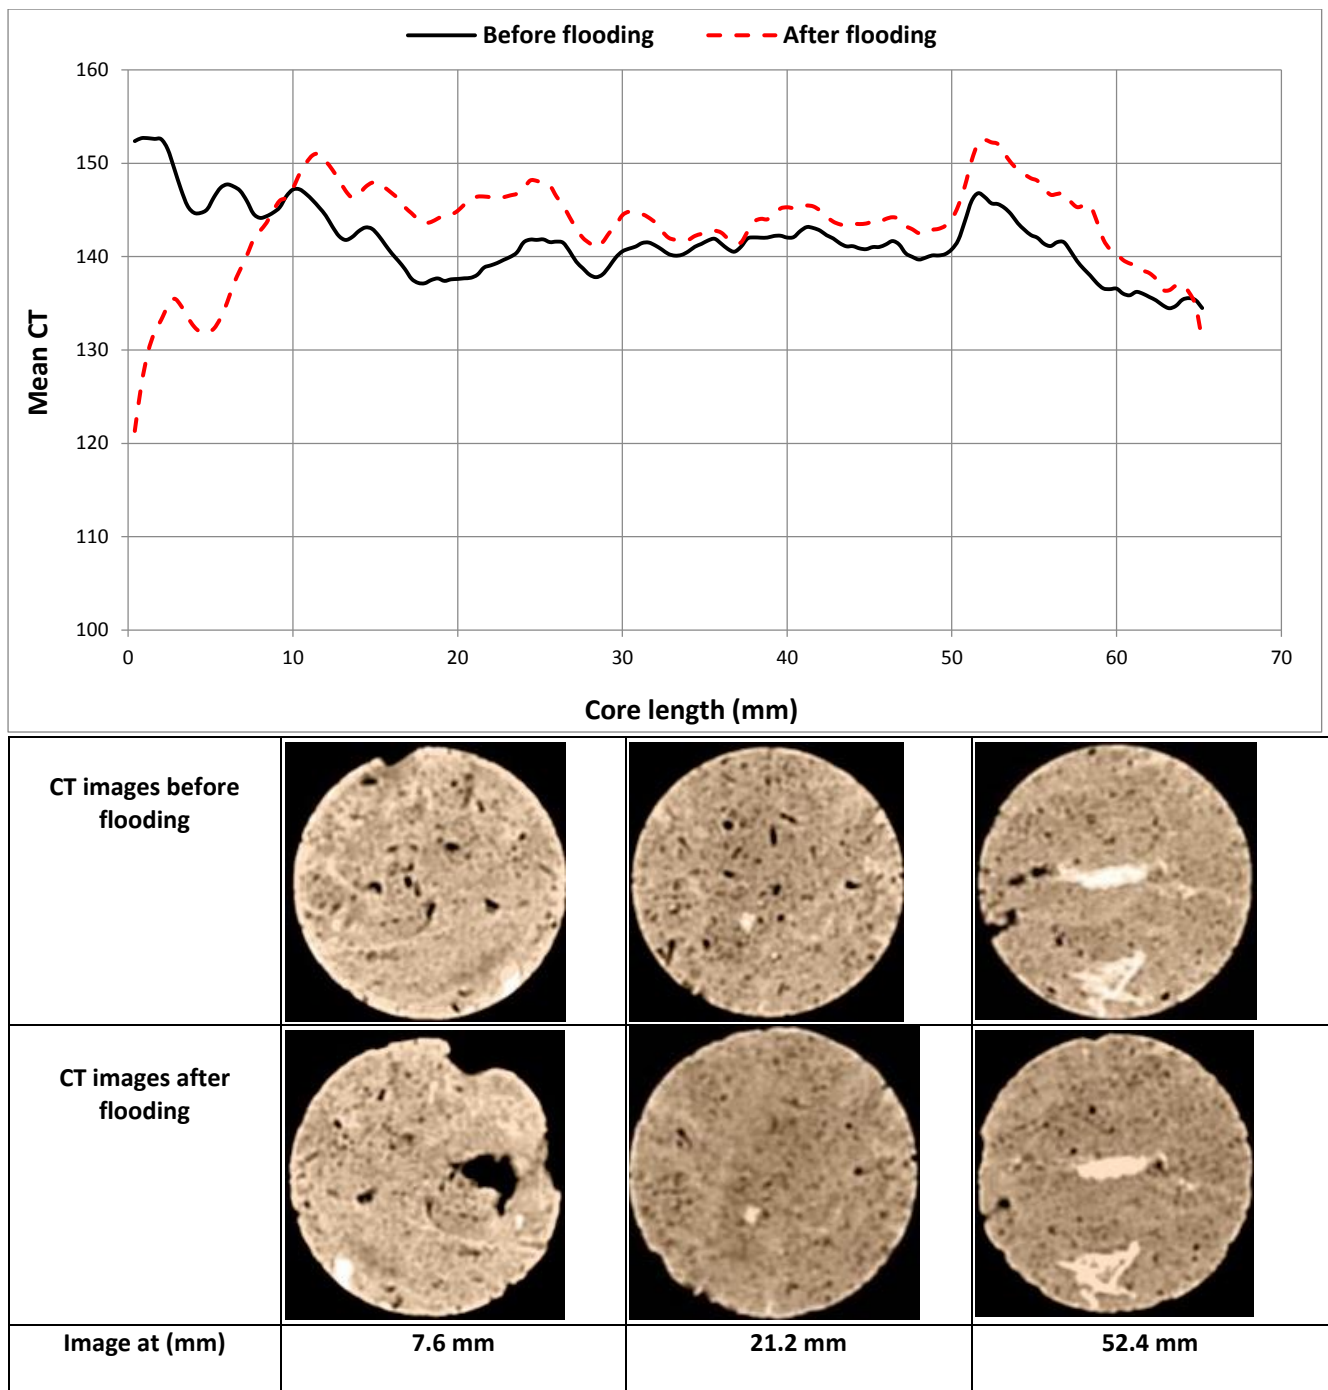 Before flooding
After flooding
160
150
140
130
120
110
100
Mean CT
0 10 20 30 40 50 60 70
Core length (mm)
CT images before
flooding
CT images after
flooding
Image at (mm) 7.6 mm 21.2 mm 52.4 mm